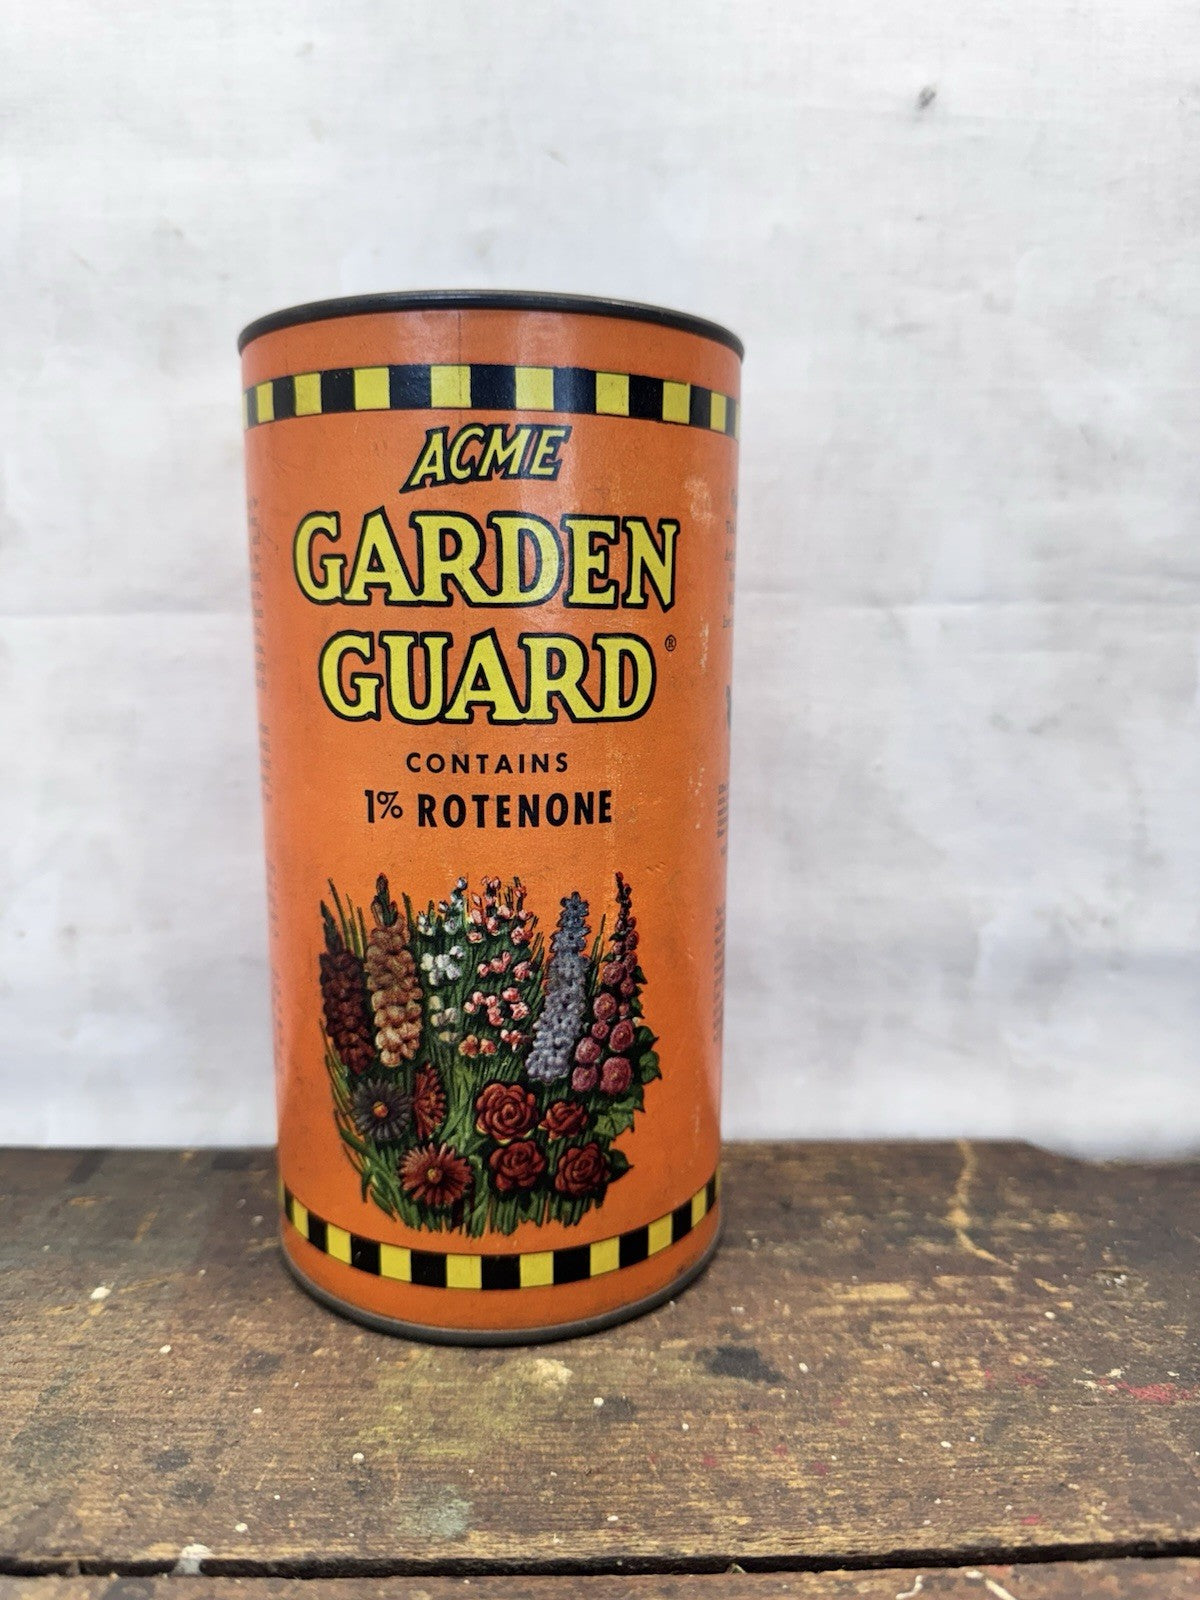 ACME
GARDEN
GUARD®
CONTAINS
1% ROTENONE